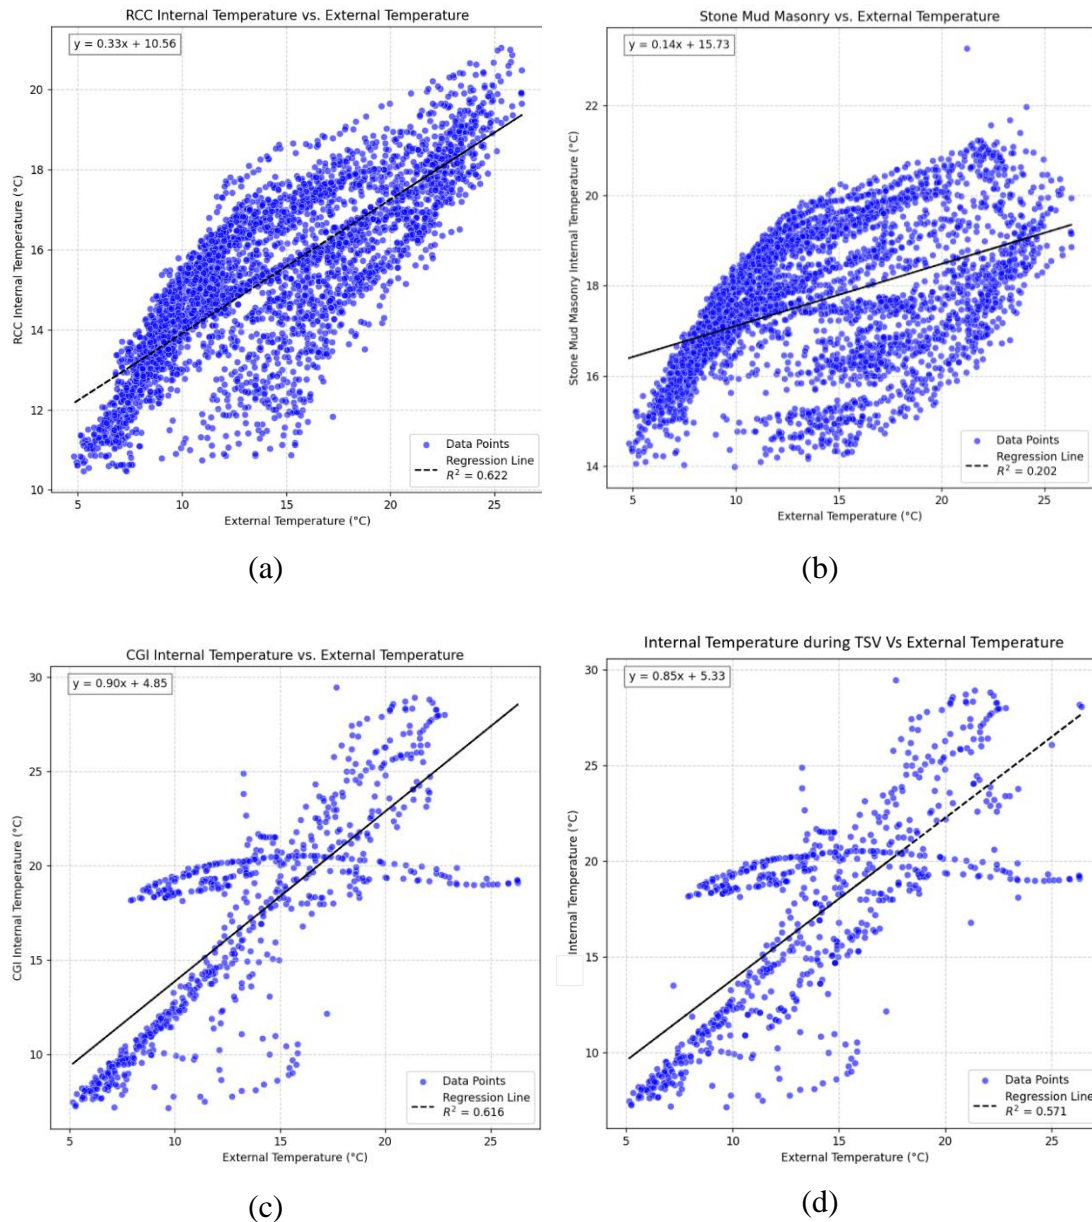 RCC Internal Temperature vs. External Temperature
y = 0.33x + 10.56
RCC Internal Temperature (°C)
20
18
16
14
12
10
5
10
15
20
25
External Temperature (°C)
Data Points
Regression Line
R² = 0.622
(a)
Stone Mud Masonry vs. External Temperature
y = 0.14x + 15.73
Stone Mud Masonry Internal Temperature (°C)
22
20
18
16
14
5
10
15
20
25
External Temperature (°C)
Data Points
Regression Line
R² = 0.202
(b)
CGI Internal Temperature vs. External Temperature
y = 0.90x + 4.85
CGI Internal Temperature (°C)
30
25
20
15
10
5
10
15
20
25
External Temperature (°C)
Data Points
Regression Line
R² = 0.616
(c)
Internal Temperature during TSV Vs External Temperature
y = 0.85x + 5.33
Internal Temperature (°C)
30
25
20
15
10
5
10
15
20
25
External Temperature (°C)
Data Points
Regression Line
R² = 0.571
(d)